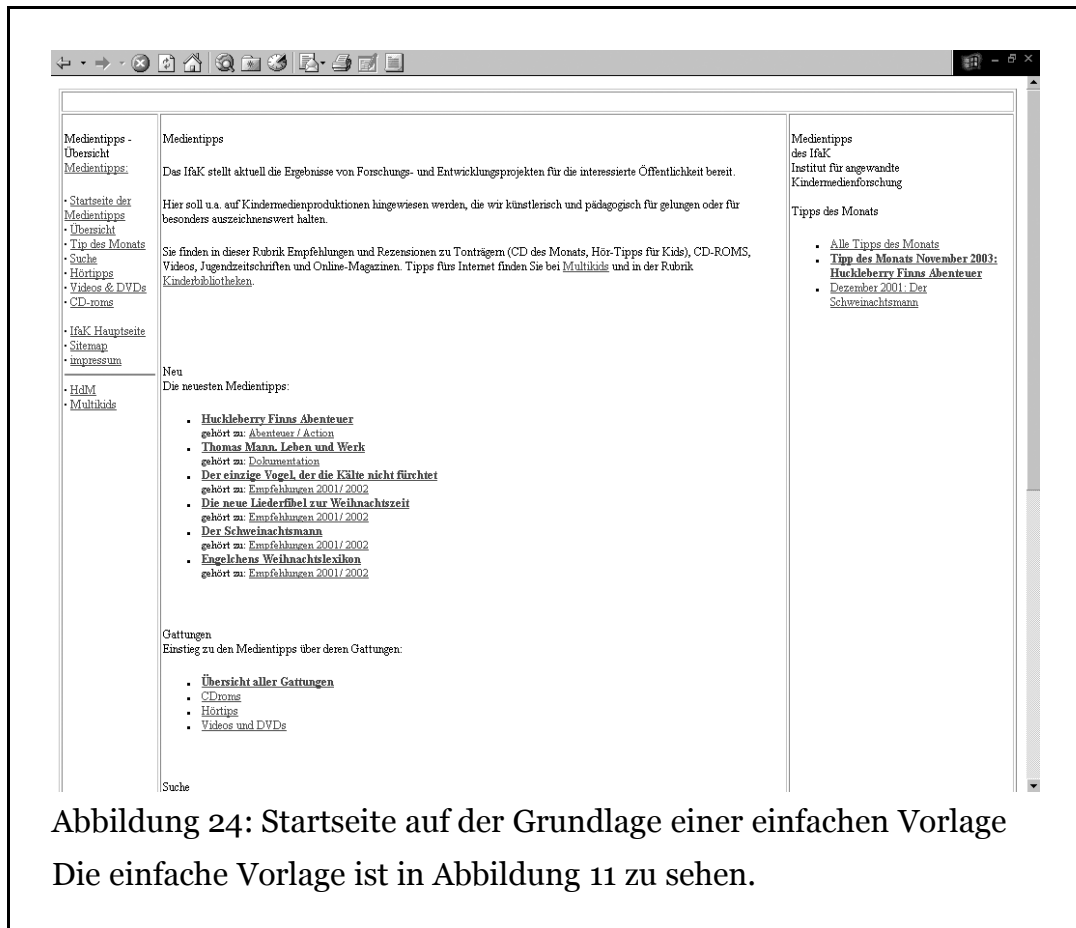 Medientipps -
Übersicht
Medientipps:
· Startseite der
Medientipps
· Übersicht
· Tip des Monats
· Suche
· Hörtipps
· Videos & DVDs
· CD-roms
· IfaK Hauptseite
· Sitemap
· impressum
· HdM
· Multikids
Medientipps
Das IfaK stellt aktuell die Ergebnisse von Forschungs- und Entwicklungsprojekten für die interessierte Öffentlichkeit bereit.
Hier soll u.a. auf Kindermedienproduktionen hingewiesen werden, die wir künstlerisch und pädagogisch für gelungen oder für
besonders auszeichnenswert halten.
Sie finden in dieser Rubrik Empfehlungen und Rezensionen zu Tonträgern (CD des Monats, Hör-Tipps für Kids), CD-ROMS,
Videos, Jugendzeitschriften und Online-Magazinen. Tipps fürs Internet finden Sie bei Multikids und in der Rubrik
Kinderbibliotheken.
Neu
Die neuesten Medientipps:
Huckleberry Finns Abenteuer
gehört zu: Abenteuer / Action
Thomas Mann. Leben und Werk
gehört zu: Dokumentation
Der einzige Vogel, der die Kälte nicht fürchtet
gehört zu: Empfehlungen 2001/ 2002
Die neue Liederfibel zur Weihnachtszeit
gehört zu: Empfehlungen 2001/ 2002
Der Schweinachtsmann
gehört zu: Empfehlungen 2001/ 2002
Engelchens Weihnachtslexikon
gehört zu: Empfehlungen 2001/ 2002
Gattungen
Einstieg zu den Medientipps über deren Gattungen:
Übersicht aller Gattungen
CDroms
Hörtips
Videos und DVDs
Suche
Medientipps
des IfaK
Institut für angewandte
Kindermedienforschung
Tipps des Monats
Alle Tipps des Monats
Tipp des Monats November 2003:
Huckleberry Finns Abenteuer
Dezember 2001: Der
Schweinachtsmann
Abbildung 24: Startseite auf der Grundlage einer einfachen Vorlage
Die einfache Vorlage ist in Abbildung 11 zu sehen.